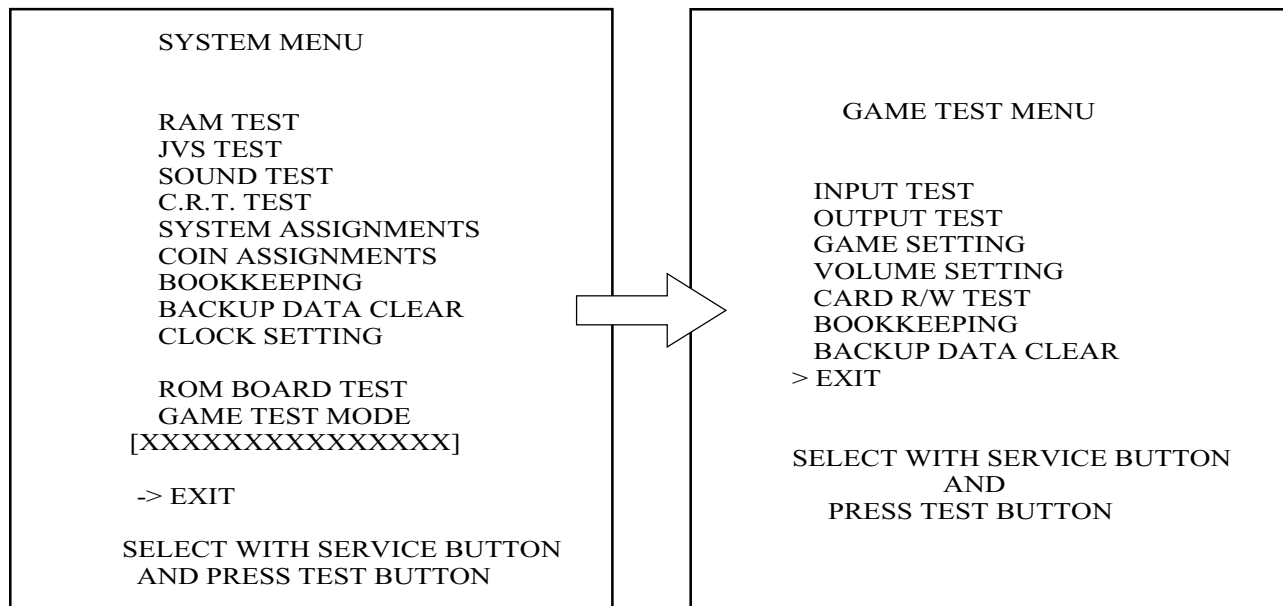 SYSTEM MENU
RAM TEST
JVS TEST
SOUND TEST
C.R.T. TEST
SYSTEM ASSIGNMENTS
COIN ASSIGNMENTS
BOOKKEEPING
BACKUP DATA CLEAR
CLOCK SETTING
ROM BOARD TEST
GAME TEST MODE
[XXXXXXXXXXXXXXX]
-> EXIT
SELECT WITH SERVICE BUTTON
AND PRESS TEST BUTTON
GAME TEST MENU
INPUT TEST
OUTPUT TEST
GAME SETTING
VOLUME SETTING
CARD R/W TEST
BOOKKEEPING
BACKUP DATA CLEAR
> EXIT
SELECT WITH SERVICE BUTTON
AND
PRESS TEST BUTTON